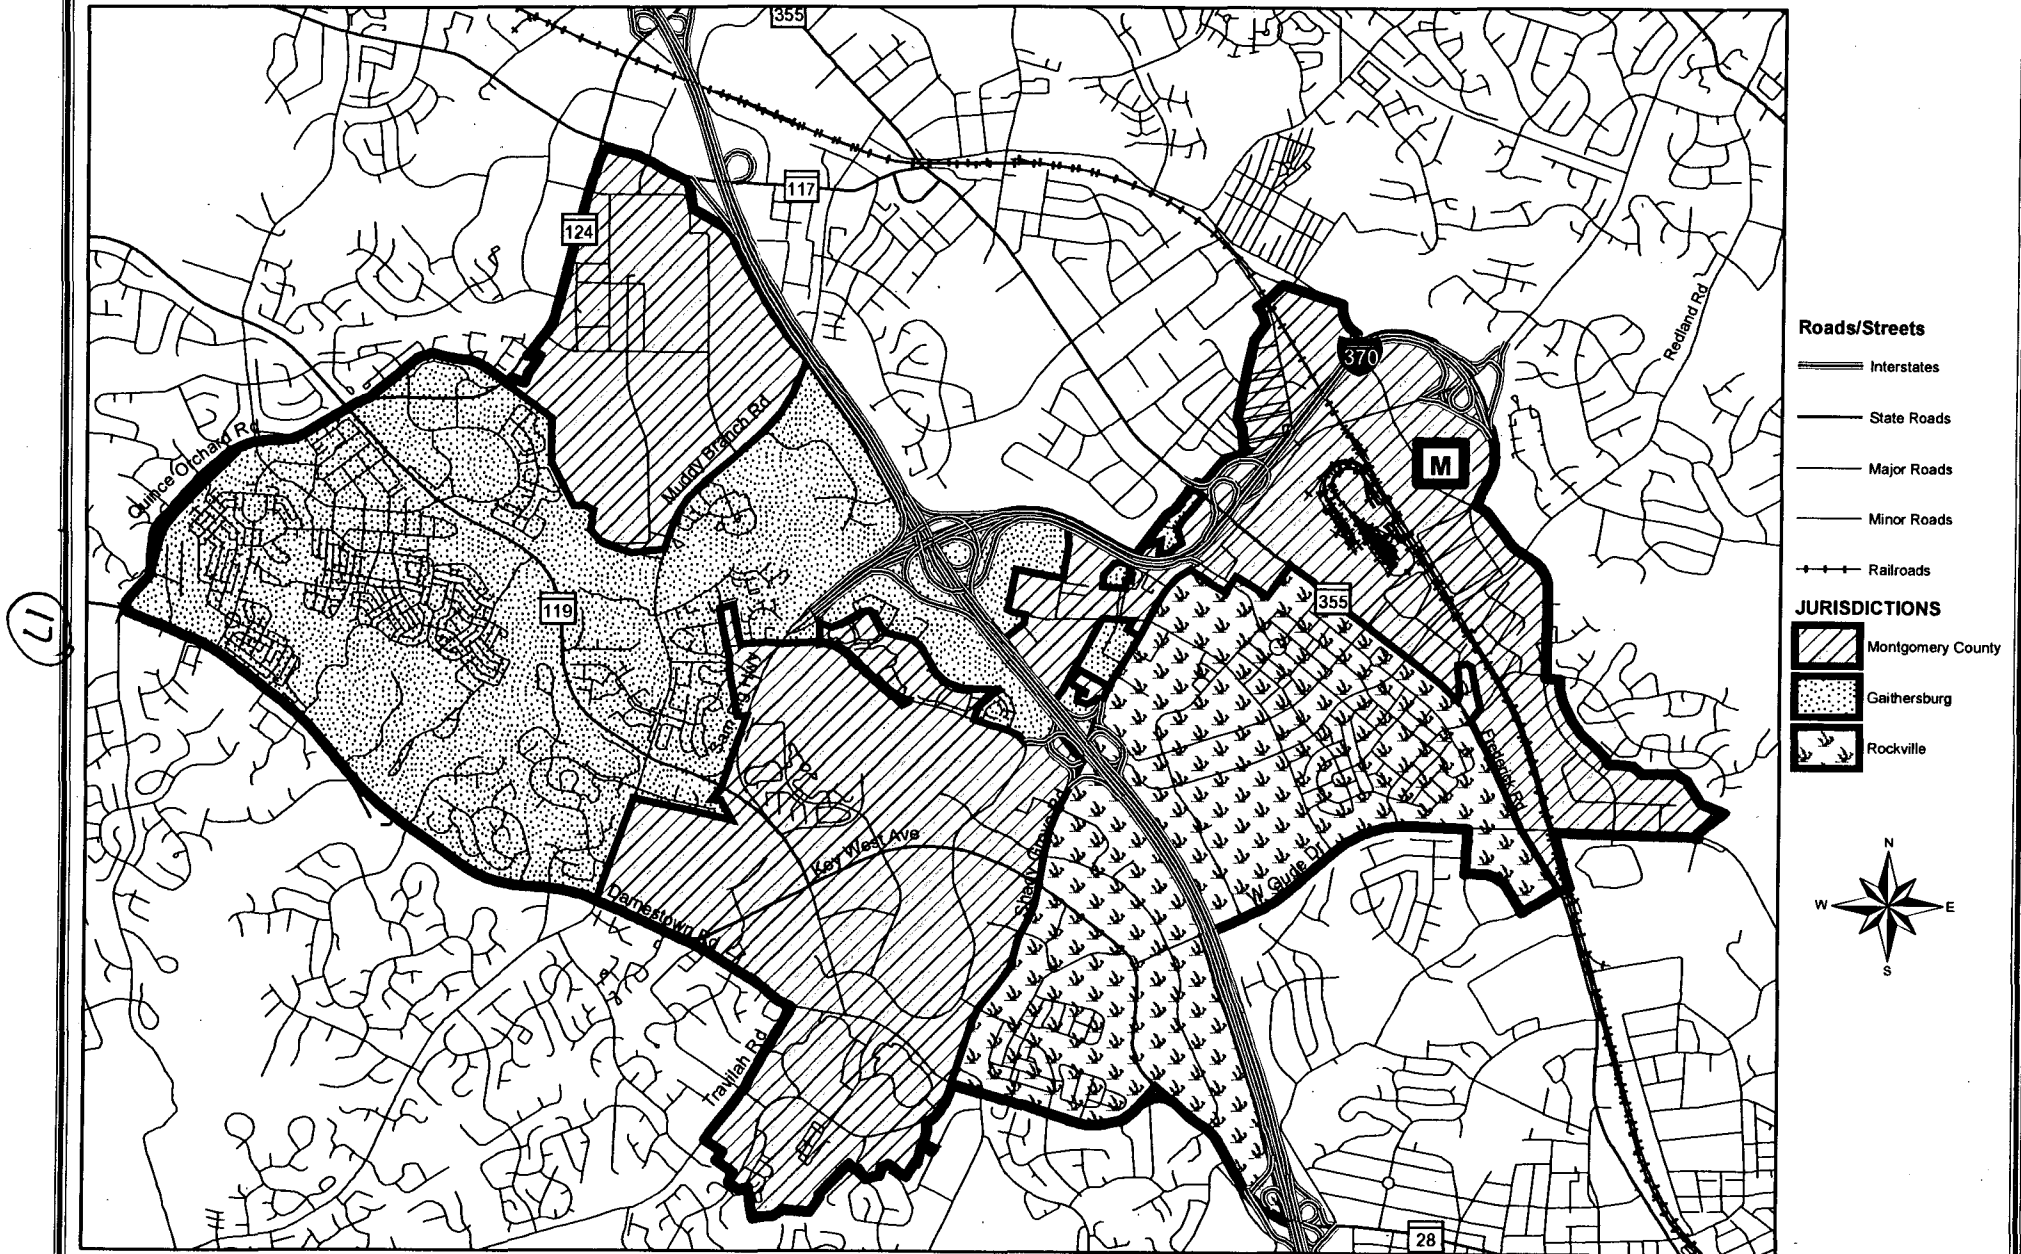 355
117
124
370
Redland Rd
Roads/Streets
Interstates
State Roads
Major Roads
Minor Roads
Railroads
JURISDICTIONS
Montgomery County
Gaithersburg
Rockville
M
Muddy Branch Rd
Quince Orchard Rd
119
355
17
Frederick Rd
Key West Ave
Shady Grove Rd
W Gude Dr
Darnestown Rd
Travilah Rd
28
N
W
E
S